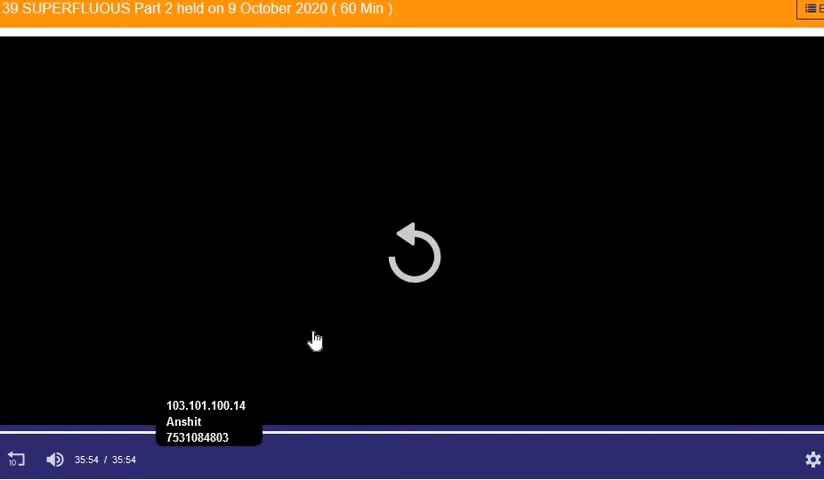 39 SUPERFLUOUS Part 2 held on 9 October 2020 ( 60 Min )
103.101.100.14
Anshit
7531084803
10
35:54 / 35:54